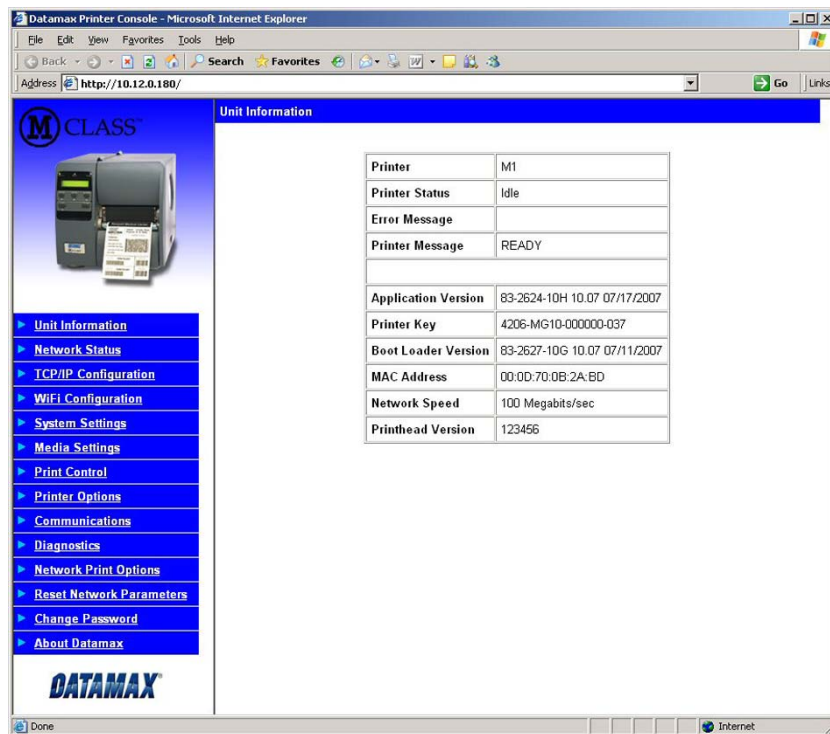 Datamax Printer Console - Microsoft Internet Explorer
File Edit View Favorites Tools Help
Back Search Favorites
Address http://10.12.0.180/ Go Links
M CLASS™
Unit Information
Printer M1
Printer Status Idle
Error Message
Printer Message READY
Application Version 83-2624-10H 10.07 07/17/2007
Printer Key 4206-MG10-000000-037
Boot Loader Version 83-2627-10G 10.07 07/11/2007
MAC Address 00:0D:70:0B:2A:BD
Network Speed 100 Megabits/sec
Printhead Version 123456
Unit Information
Network Status
TCP/IP Configuration
WiFi Configuration
System Settings
Media Settings
Print Control
Printer Options
Communications
Diagnostics
Network Print Options
Reset Network Parameters
Change Password
About Datamax
DATAMAX
Done Internet